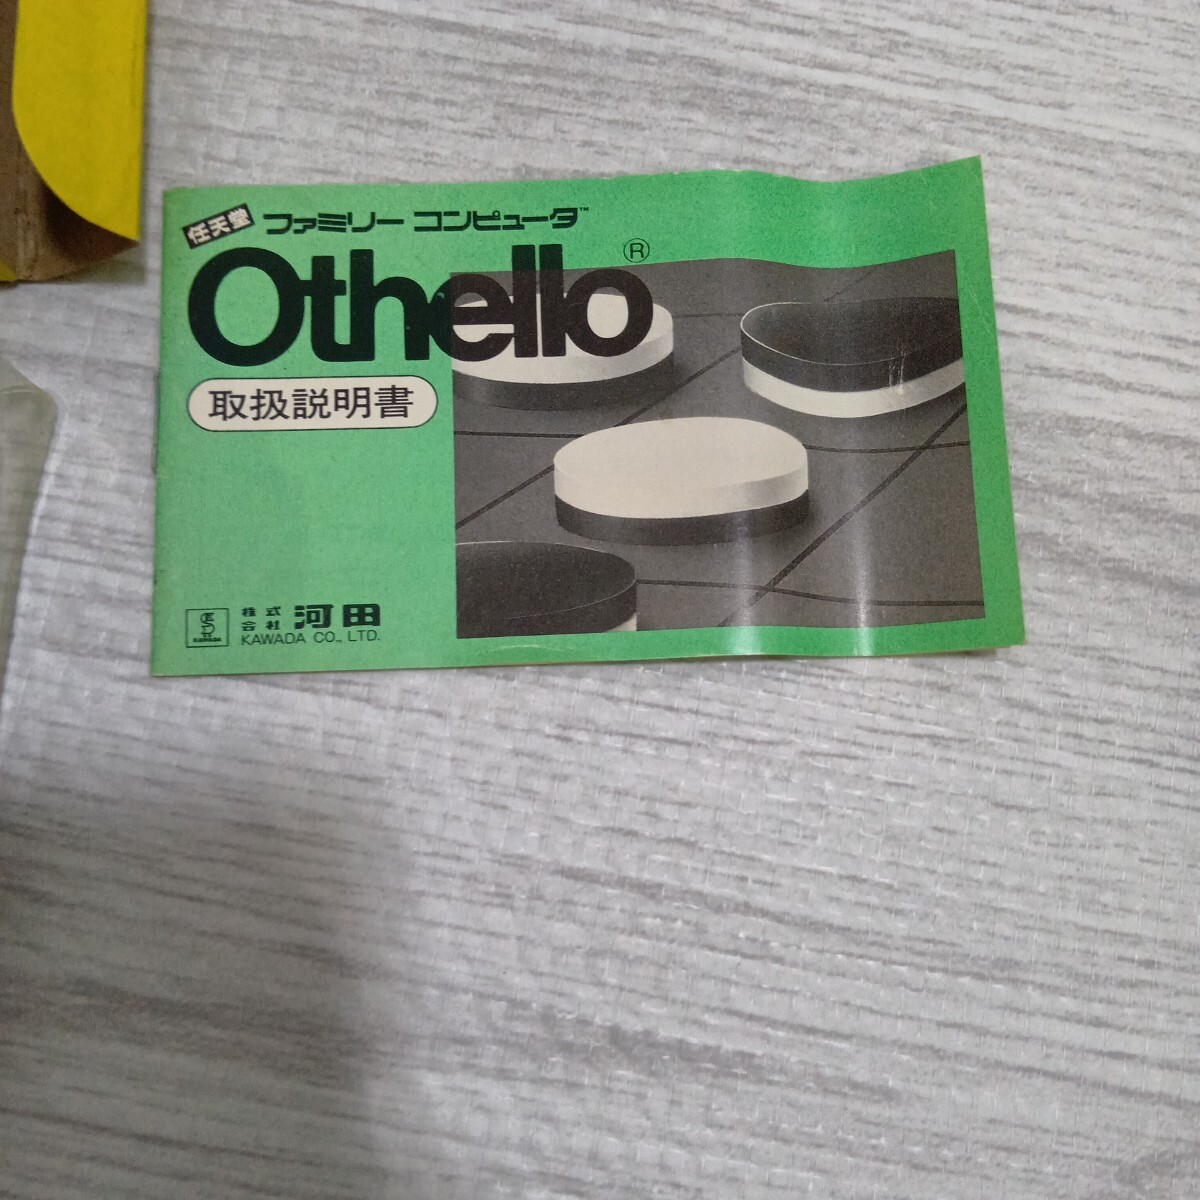 任天堂 ファミリー コンピュータ™
Othello®
取扱説明書
KAWADA
株式会社 河田
KAWADA CO., LTD.